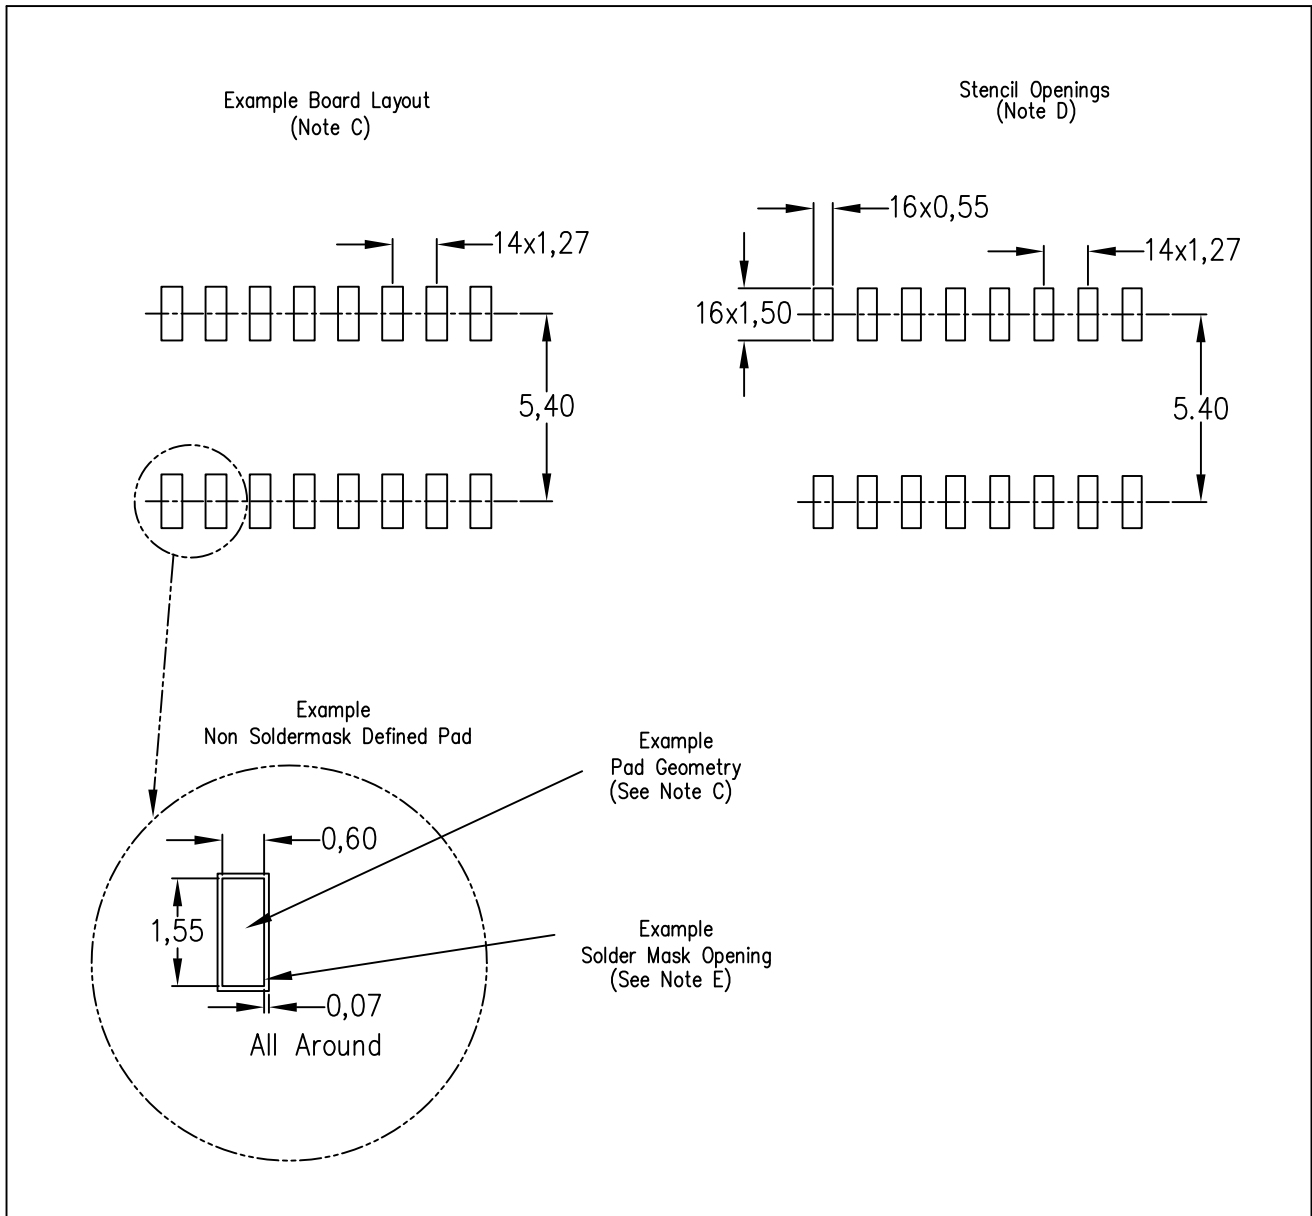 Example Board Layout
(Note C)
Stencil Openings
(Note D)
14x1,27
5,40
16x0,55
14x1,27
16x1,50
5.40
Example
Non Soldermask Defined Pad
Example
Pad Geometry
(See Note C)
0,60
1,55
Example
Solder Mask Opening
(See Note E)
0,07
All Around